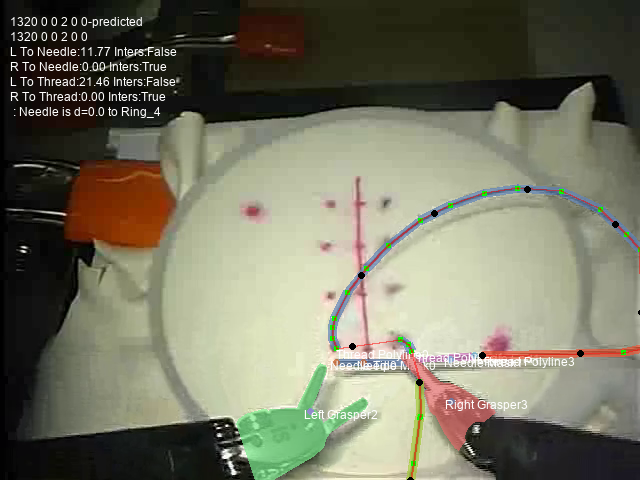 1320 0 0 2 0 0-predicted
1320 0 0 2 0 0
L To Needle:11.77 Inters:False
R To Needle:0.00 Inters:True
L To Thread:21.46 Inters:False
R To Thread:0.00 Inters:True
: Needle is d=0.0 to Ring_4
Thread
Polyline3
Left Grasper2
Right Grasper3